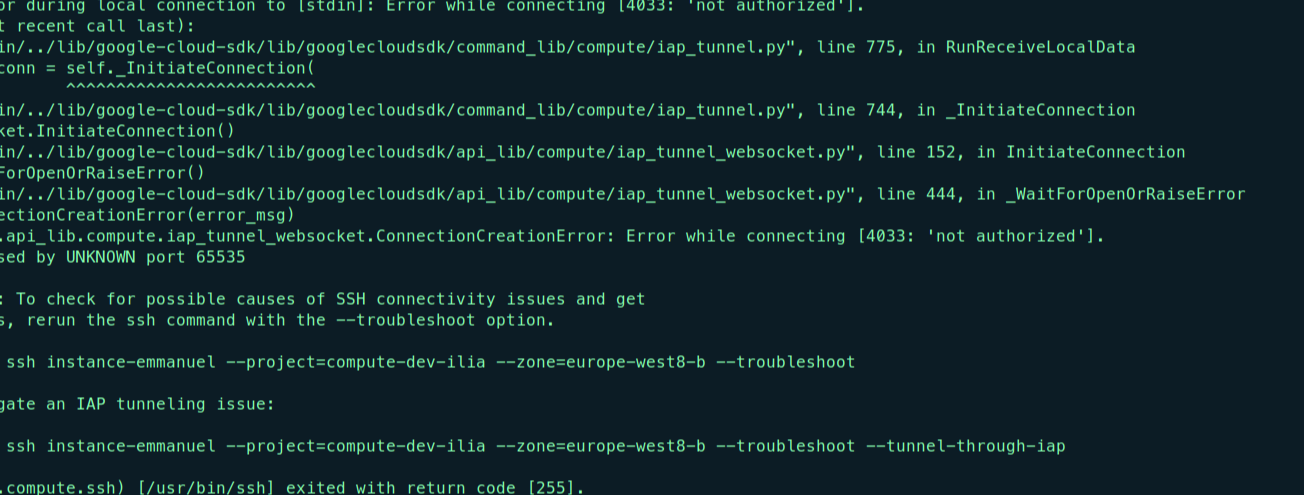 or during local connection to [stdin]: Error while connecting [4033: 'not authorized'].
t recent call last):
in/../lib/google-cloud-sdk/lib/googlecloudsdk/command_lib/compute/iap_tunnel.py", line 775, in RunReceiveLocalData
conn = self._InitiateConnection(
^^^^^^^^^^^^^^^^^^^^^^^^^
in/../lib/google-cloud-sdk/lib/googlecloudsdk/command_lib/compute/iap_tunnel.py", line 744, in _InitiateConnection
ket.InitiateConnection()
in/../lib/google-cloud-sdk/lib/googlecloudsdk/api_lib/compute/iap_tunnel_websocket.py", line 152, in InitiateConnection
ForOpenOrRaiseError()
in/../lib/google-cloud-sdk/lib/googlecloudsdk/api_lib/compute/iap_tunnel_websocket.py", line 444, in _WaitForOpenOrRaiseError
ectionCreationError(error_msg)
.api_lib.compute.iap_tunnel_websocket.ConnectionCreationError: Error while connecting [4033: 'not authorized'].
sed by UNKNOWN port 65535
: To check for possible causes of SSH connectivity issues and get
s, rerun the ssh command with the --troubleshoot option.
ssh instance-emmanuel --project=compute-dev-ilia --zone=europe-west8-b --troubleshoot
gate an IAP tunneling issue:
ssh instance-emmanuel --project=compute-dev-ilia --zone=europe-west8-b --troubleshoot --tunnel-through-iap
.compute.ssh) [/usr/bin/ssh] exited with return code [255].